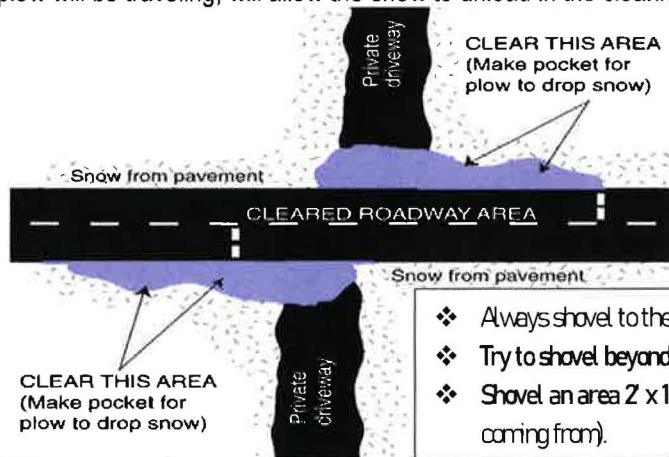 plow will be traveling, will allow the snow to unload in the
CLEAR THIS AREA
(Make pocket for
plow to drop snow)
Private
driveway
Snow from pavement
CLEARED ROADWAY AREA
Snow from pavement
CLEAR THIS AREA
(Make pocket for
plow to drop snow)
Private
driveway
❖ Always shovel to the
❖ Try to shovel beyond
❖ Shovel an area 2' x 1
coming from).